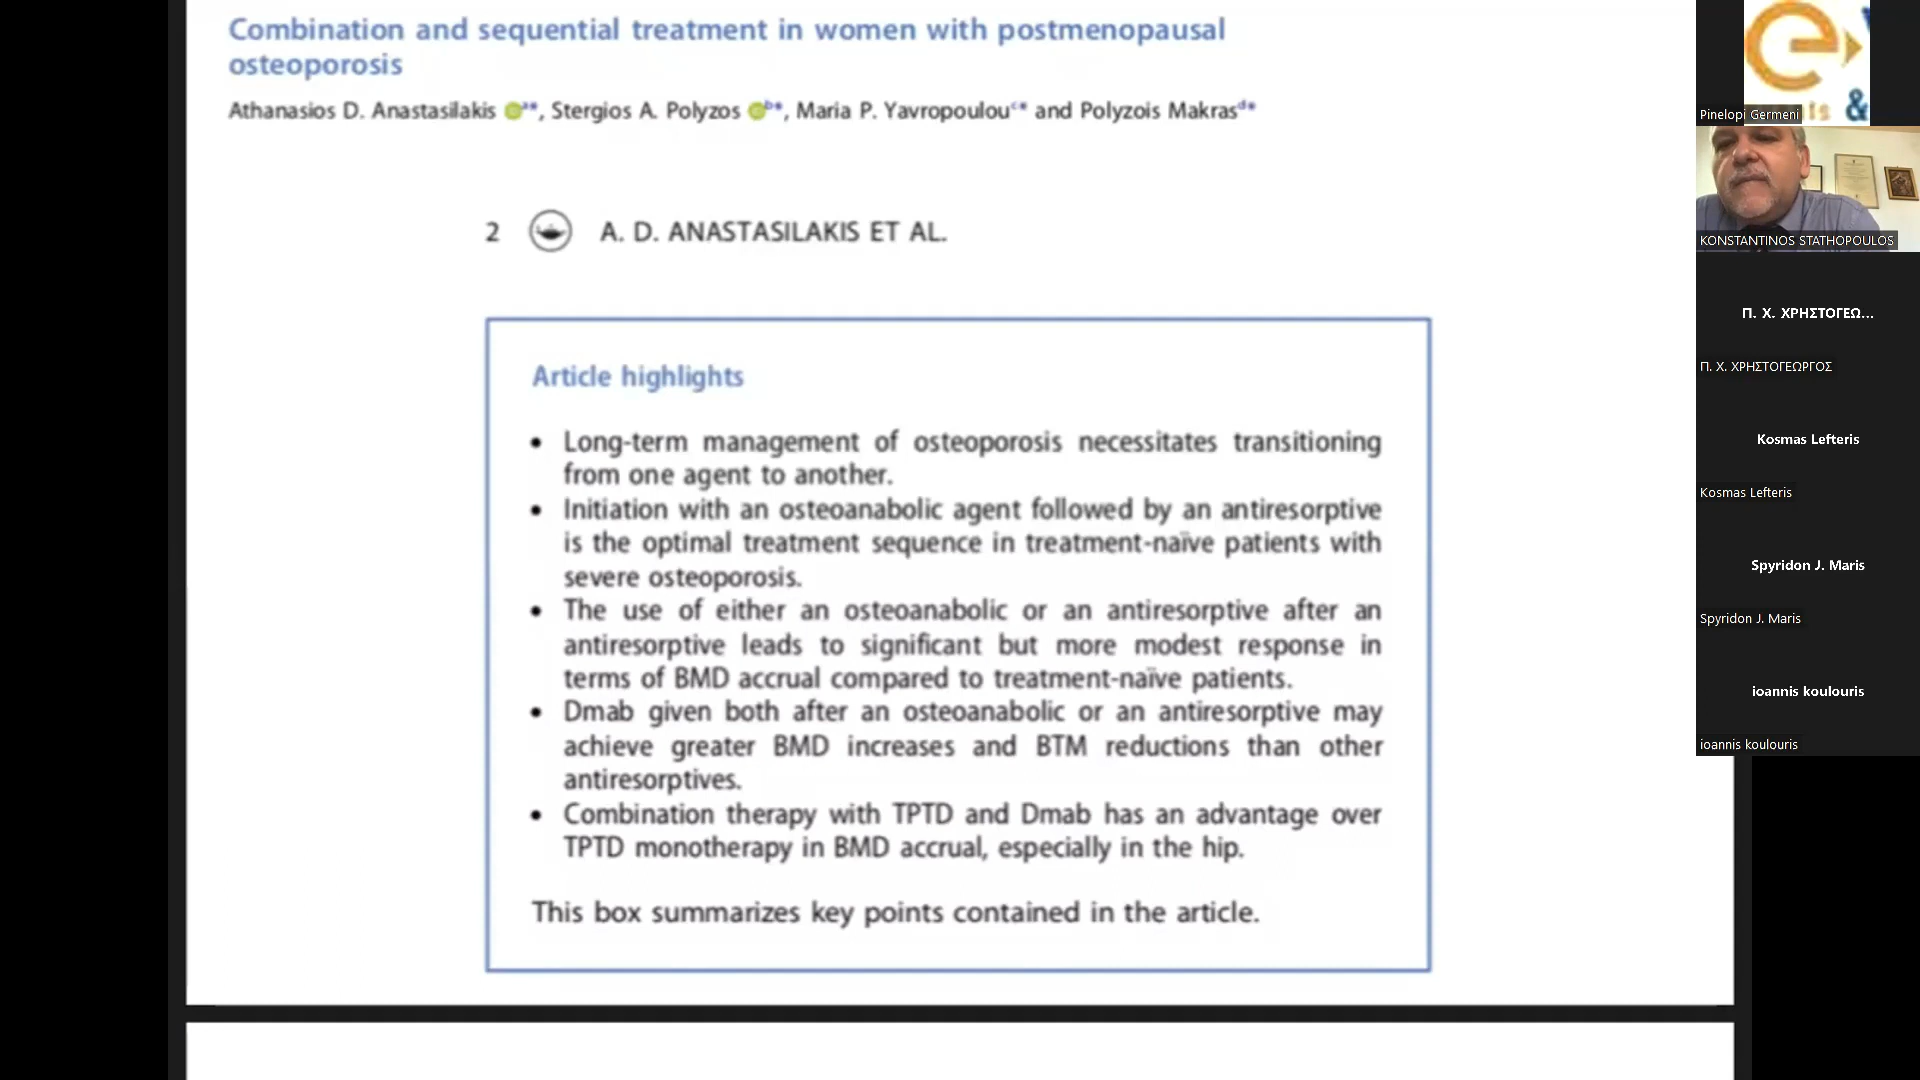 Combination and sequential treatment in women with postmenopausal
osteoporosis
Athanasios D. Anastasilakis a*, Stergios A. Polyzos b*, Maria P. Yavropoulou c* and Polyzois Makras d*
2 A. D. ANASTASILAKIS ET AL.
Article highlights
• Long-term management of osteoporosis necessitates transitioning
from one agent to another.
• Initiation with an osteoanabolic agent followed by an antiresorptive
is the optimal treatment sequence in treatment-naïve patients with
severe osteoporosis.
• The use of either an osteoanabolic or an antiresorptive after an
antiresorptive leads to significant but more modest response in
terms of BMD accrual compared to treatment-naïve patients.
• Dmab given both after an osteoanabolic or an antiresorptive may
achieve greater BMD increases and BTM reductions than other
antiresorptives.
• Combination therapy with TPTD and Dmab has an advantage over
TPTD monotherapy in BMD accrual, especially in the hip.
This box summarizes key points contained in the article.
Pinelopi Germeni
&
KONSTANTINOS STATHOPOULOS
Π. Χ. ΧΡΗΣΤΟΓΕΩ...
Π. Χ. ΧΡΗΣΤΟΓΕΩΡΓΟΣ
Kosmas Lefteris
Kosmas Lefteris
Spyridon J. Maris
Spyridon J. Maris
ioannis koulouris
ioannis koulouris